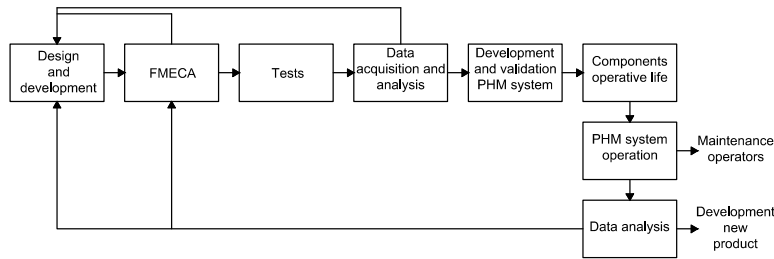 Design
and
development
FMECA
Tests
Data
acquisition and
analysis
Development
and validation
PHM system
Components
operative life
PHM system
operation
Maintenance
operators
Data analysis
Development
new
product